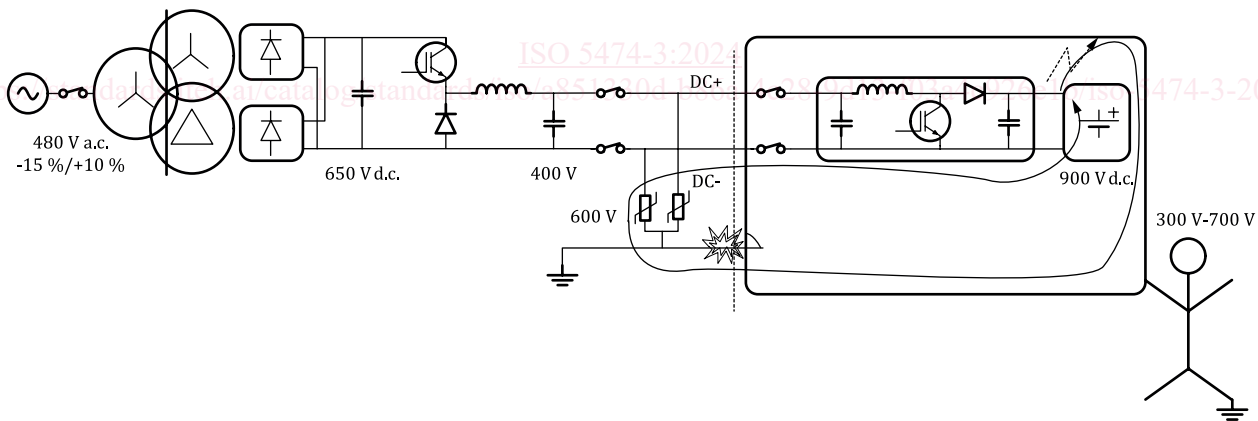 ISO 5474-3:2024
DC+
480 V a.c.
-15 %/+10 %
650 V d.c.
400 V
DC-
600 V
+
900 V d.c.
300 V-700 V